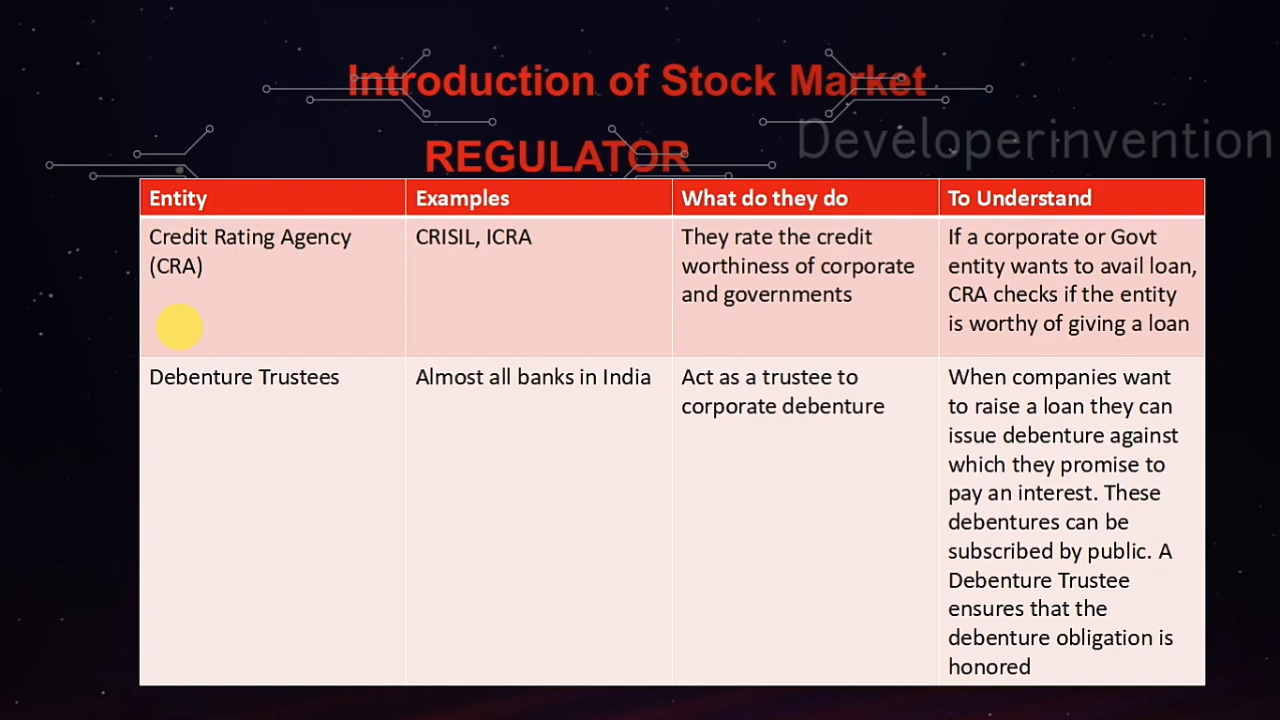 Introduction of Stock Market
REGULATOR
Developerinvention
Entity
Examples
What do they do
To Understand
Credit Rating Agency
(CRA)
CRISIL, ICRA
They rate the credit
worthiness of corporate
and governments
If a corporate or Govt
entity wants to avail loan,
CRA checks if the entity
is worthy of giving a loan
Debenture Trustees
Almost all banks in India
Act as a trustee to
corporate debenture
When companies want
to raise a loan they can
issue debenture against
which they promise to
pay an interest. These
debentures can be
subscribed by public. A
Debenture Trustee
ensures that the
debenture obligation is
honored